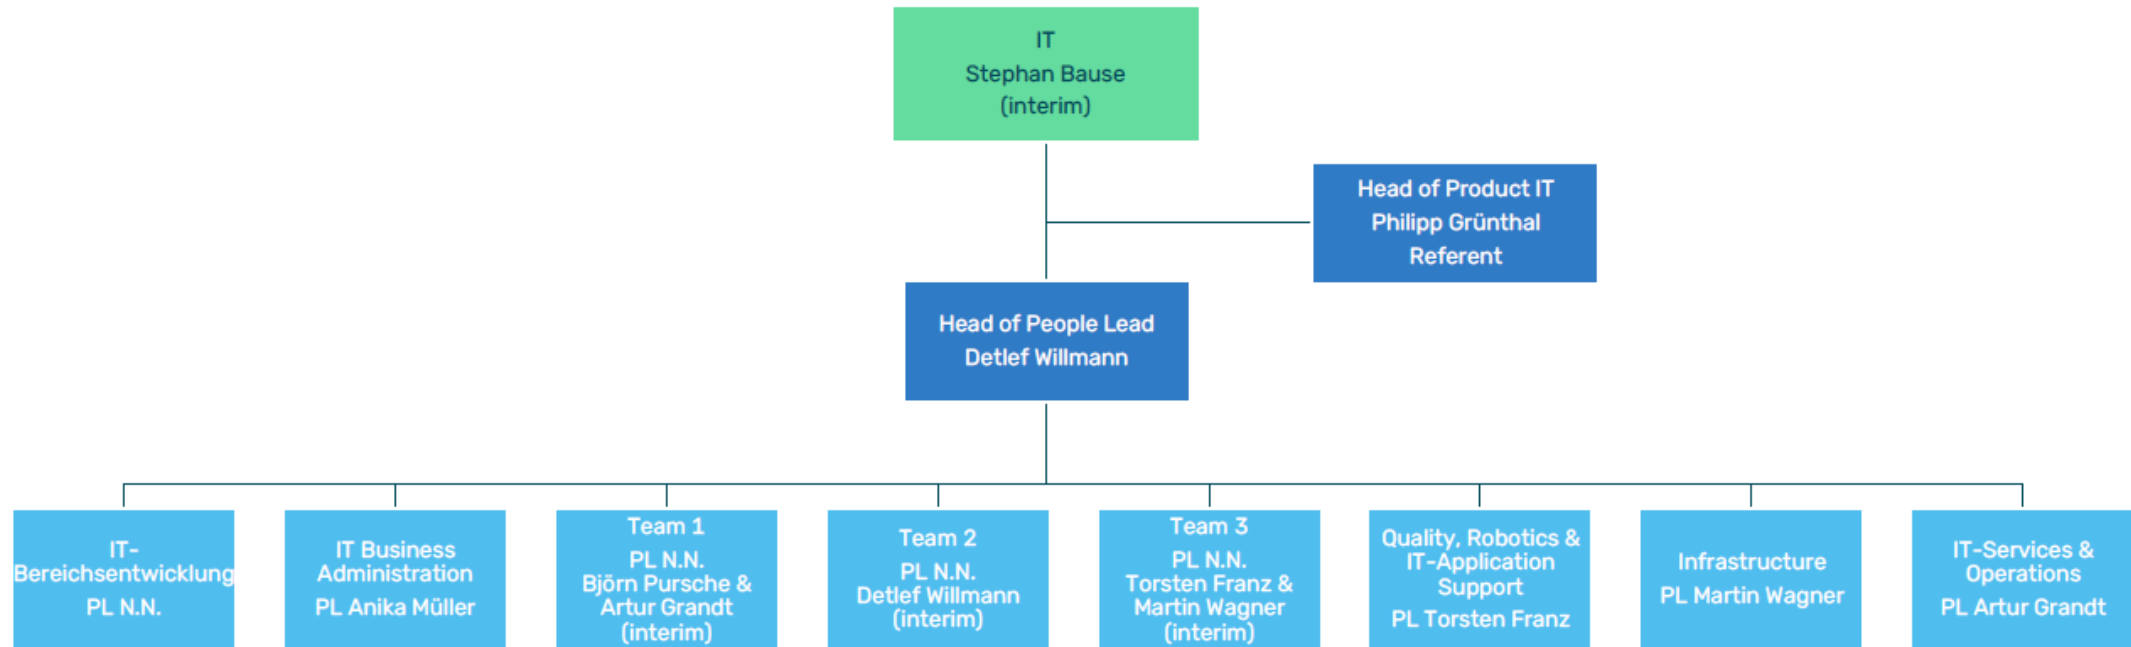 IT
Stephan Bause
(interim)
Head of Product IT
Philipp Grünthal
Referent
Head of People Lead
Detlef Willmann
IT-
Bereichsentwicklung
PL N.N.
IT Business
Administration
PL Anika Müller
Team 1
PL N.N.
Björn Pursche &
Artur Grandt
(interim)
Team 2
PL N.N.
Detlef Willmann
(interim)
Team 3
PL N.N.
Torsten Franz &
Martin Wagner
(interim)
Quality, Robotics &
IT-Application
Support
PL Torsten Franz
Infrastructure
PL Martin Wagner
IT-Services &
Operations
PL Artur Grandt